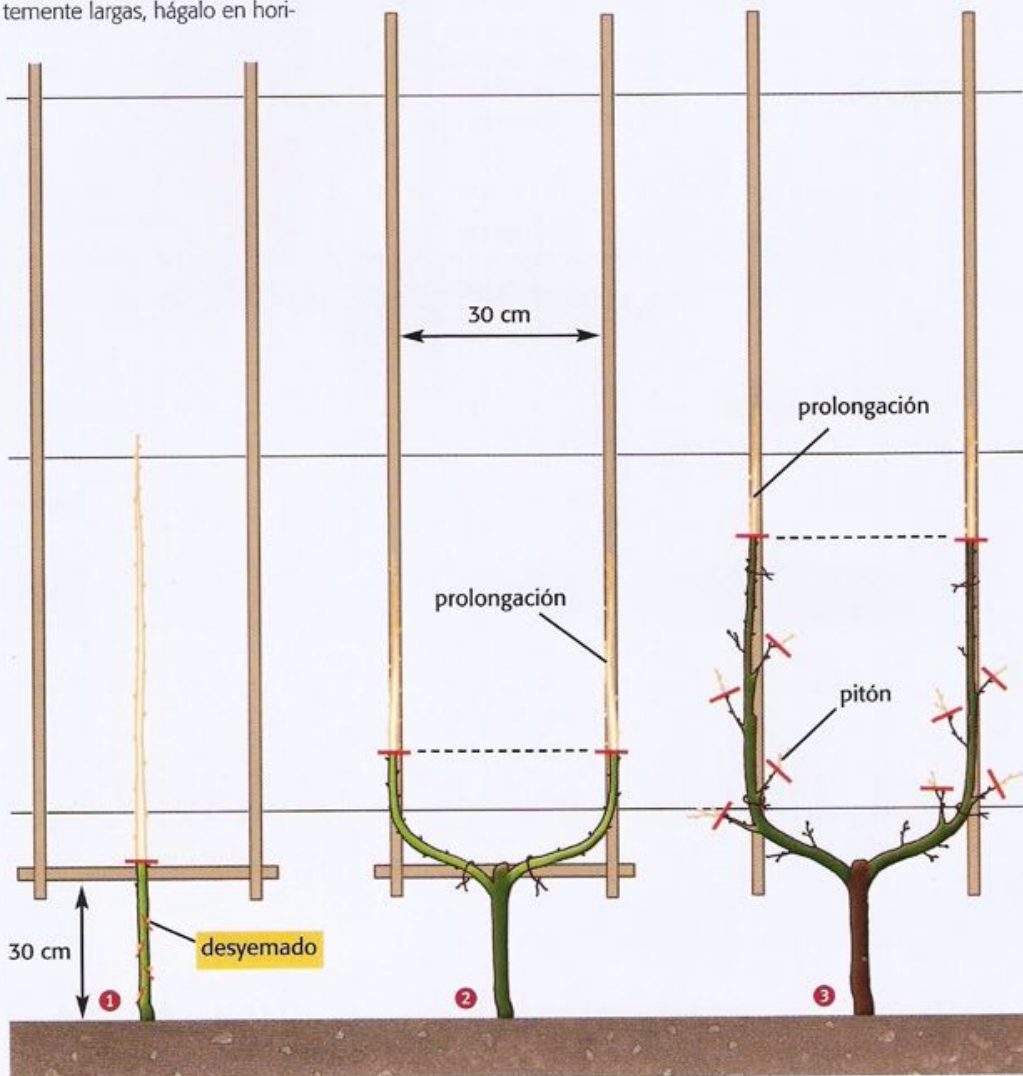 temente largas, hágalo en hori-
30 cm
prolongación
prolongación
pitón
30 cm
desyemado
1
2
3